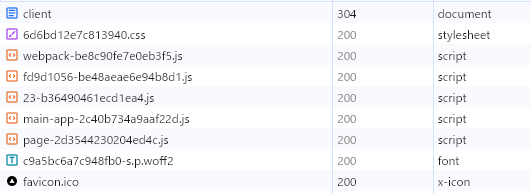 client 304 document
6d6bd12e7c813940.css 200 stylesheet
webpack-be8c90fe7e0eb3f5.js 200 script
fd9d1056-be48aeae6e94b8d1.js 200 script
23-b36490461ecd1ea4.js 200 script
main-app-2c40b734a9aaf22d.js 200 script
page-2d3544230204ed4c.js 200 script
c9a5bc6a7c948fb0-s.p.woff2 200 font
favicon.ico 200 x-icon